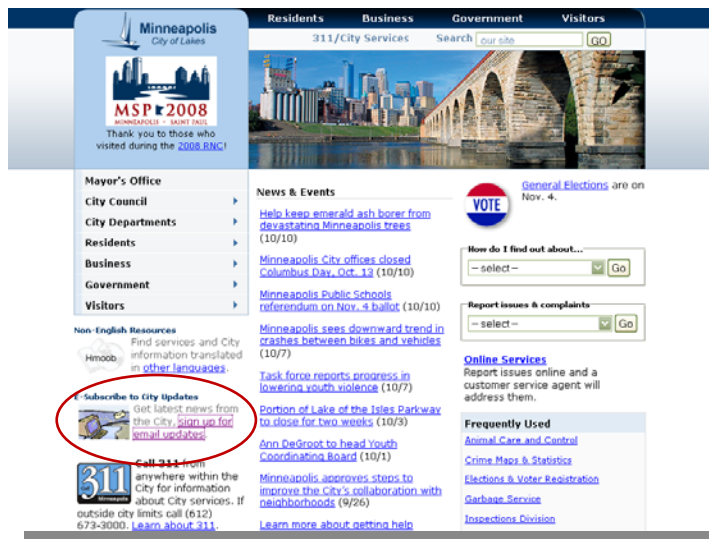 Minneapolis
City of Lakes
Residents Business Government Visitors
311/City Services Search our site GO
MSP 2008
MINNEAPOLIS - SAINT PAUL
Thank you to those who
visited during the 2008 RNC!
Mayor's Office
City Council
City Departments
Residents
Business
Government
Visitors
Non-English Resources
Hmoob
Find services and City
information translated
in other languages.
E-Subscribe to City Updates
Get latest news from
the City, sign up for
email updates.
311
Minneapolis
Call 311 from
anywhere within the
City for information
about City services. If
outside city limits call (612)
673-3000. Learn about 311.
News & Events
Help keep emerald ash borer from
devastating Minneapolis trees
(10/10)
Minneapolis City offices closed
Columbus Day, Oct. 13 (10/10)
Minneapolis Public Schools
referendum on Nov. 4 ballot (10/10)
Minneapolis sees downward trend in
crashes between bikes and vehicles
(10/7)
Task force reports progress in
lowering youth violence (10/7)
Portion of Lake of the Isles Parkway
to close for two weeks (10/3)
Ann DeGroot to head Youth
Coordinating Board (10/1)
Minneapolis approves steps to
improve the City's collaboration with
neighborhoods (9/26)
Learn more about getting help
VOTE
General Elections are on
Nov. 4.
How do I find out about...
-select- Go
Report issues & complaints
-select- Go
Online Services
Report issues online and a
customer service agent will
address them.
Frequently Used
Animal Care and Control
Crime Maps & Statistics
Elections & Voter Registration
Garbage Service
Inspections Division